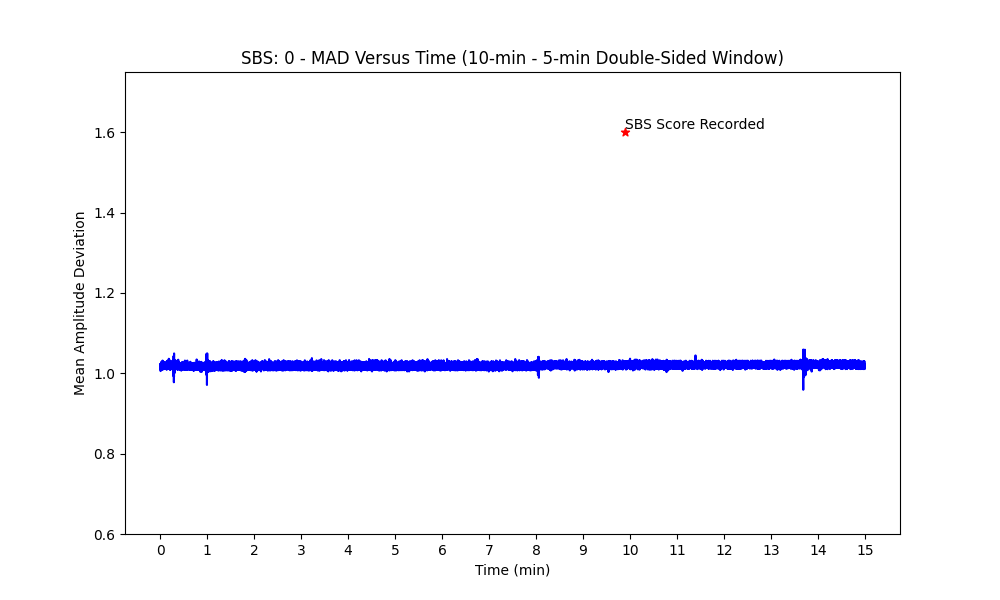 SBS: 0 - MAD Versus Time (10-min - 5-min Double-Sided Window)
SBS Score Recorded
Mean Amplitude Deviation
1.6
1.4
1.2
1.0
0.8
0.6
0 1 2 3 4 5 6 7 8 9 10 11 12 13 14 15
Time (min)